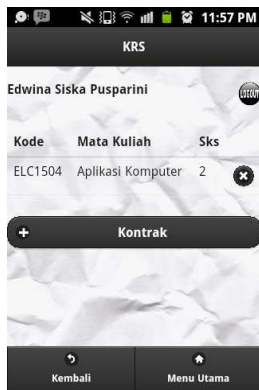 11:57 PM
KRS
Edwina Siska Pusparini
LOGOUT
Kode Mata Kuliah Sks
ELC1504 Aplikasi Komputer 2
Kontrak
Kembali Menu Utama